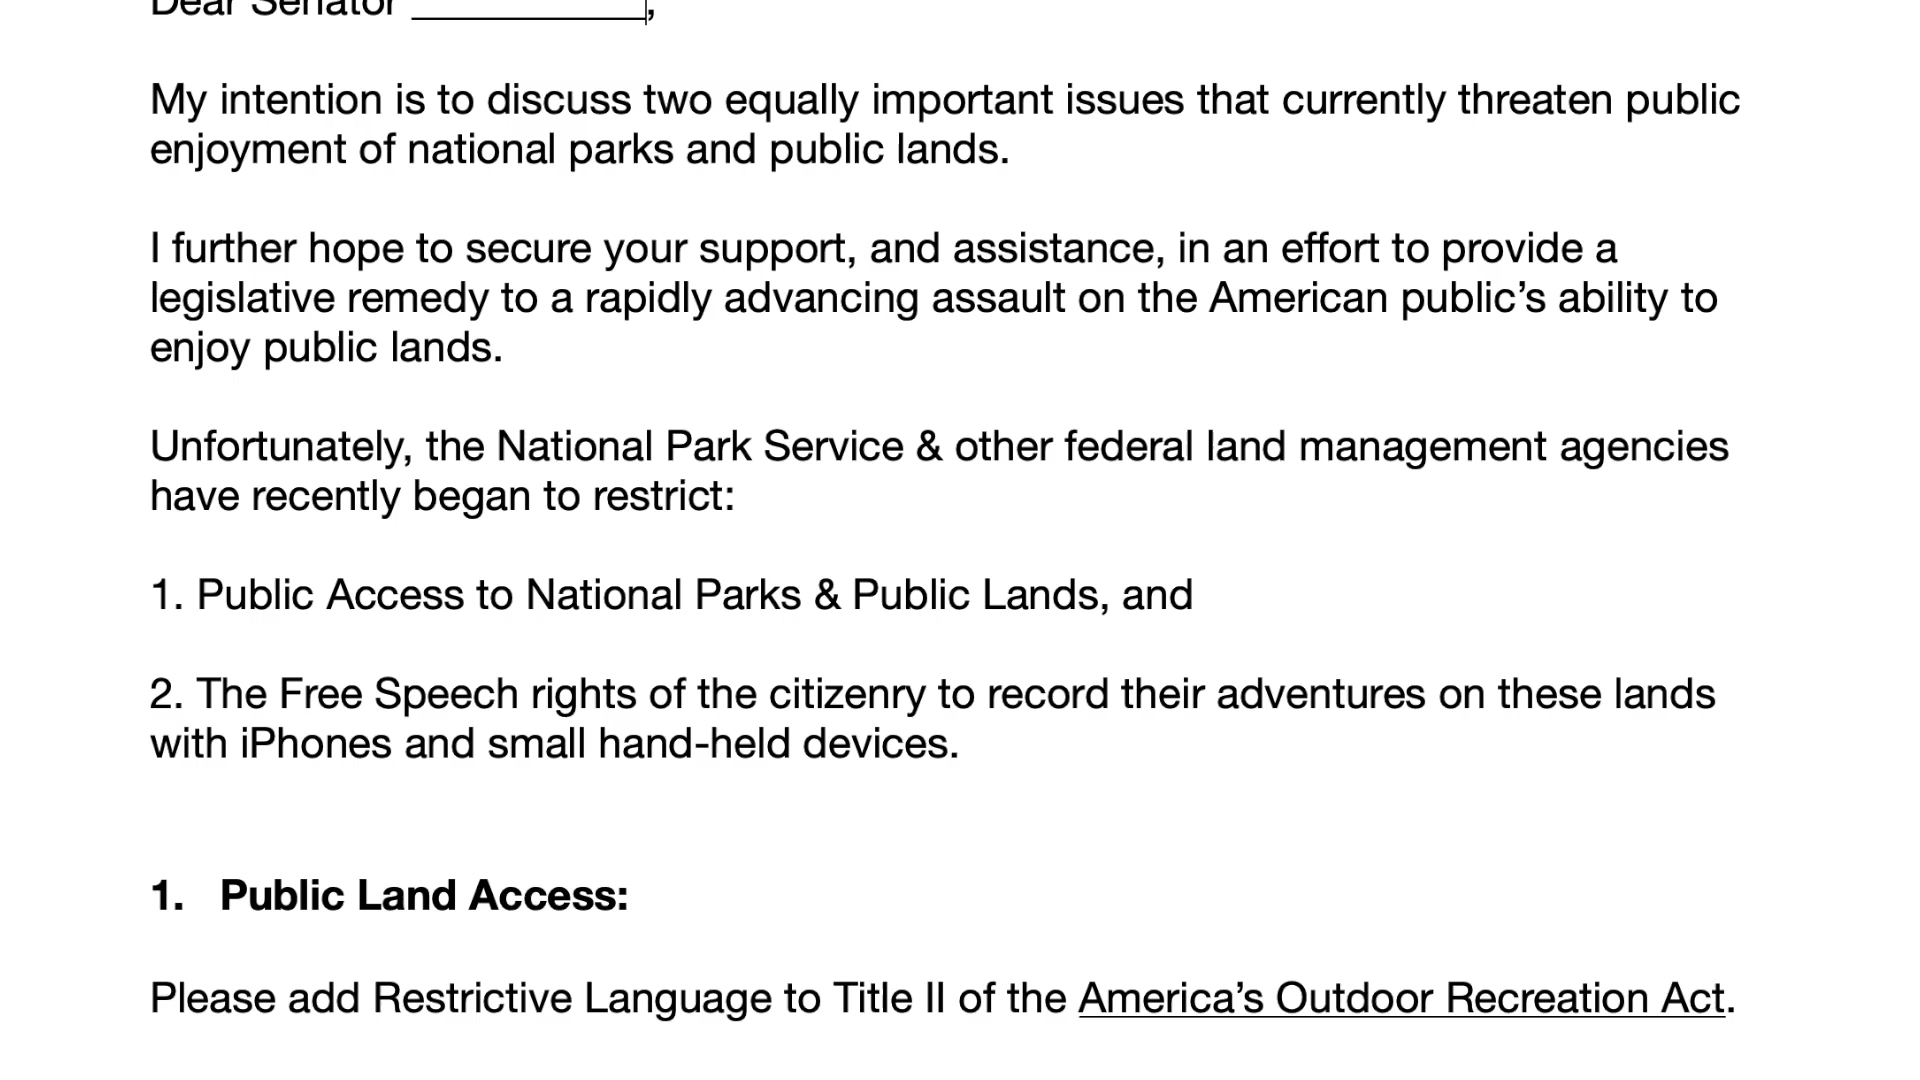 Dear Senator ___________,
My intention is to discuss two equally important issues that currently threaten public
enjoyment of national parks and public lands.
I further hope to secure your support, and assistance, in an effort to provide a
legislative remedy to a rapidly advancing assault on the American public’s ability to
enjoy public lands.
Unfortunately, the National Park Service & other federal land management agencies
have recently began to restrict:
1. Public Access to National Parks & Public Lands, and
2. The Free Speech rights of the citizenry to record their adventures on these lands
with iPhones and small hand-held devices.
1. Public Land Access:
Please add Restrictive Language to Title II of the America’s Outdoor Recreation Act.